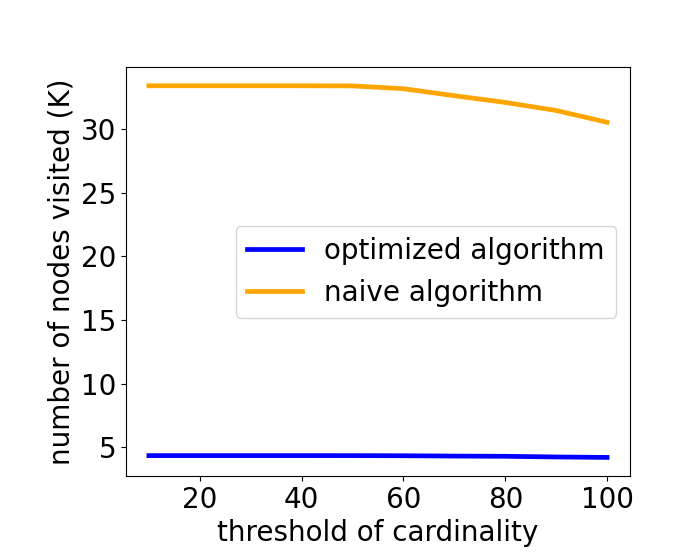 number of nodes visited (K)
30
25
20
15
10
5
optimized algorithm
naive algorithm
20 40 60 80 100
threshold of cardinality